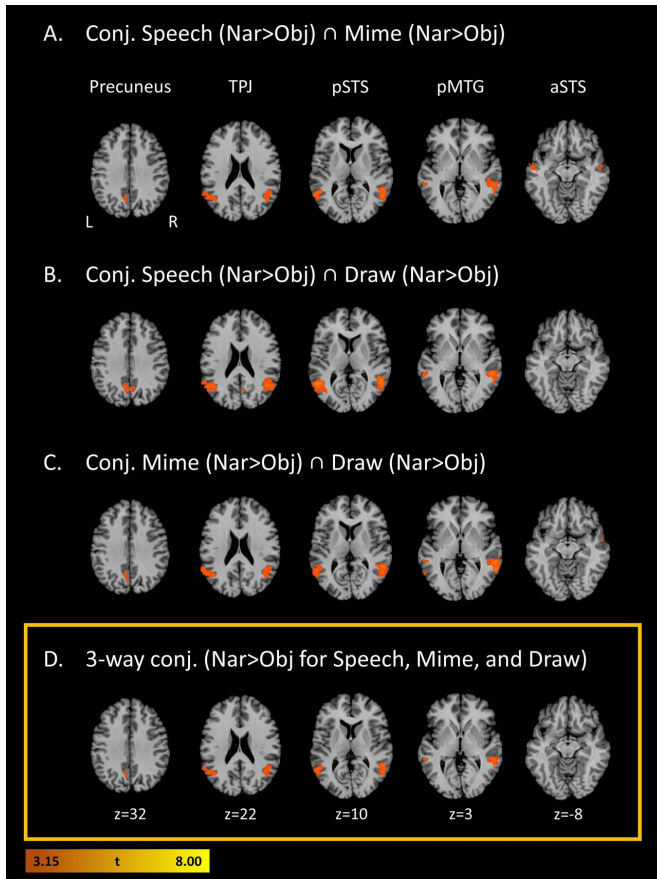 A. Conj. Speech (Nar>Obj) ∩ Mime (Nar>Obj)
Precuneus TPJ pSTS pMTG aSTS
L R
B. Conj. Speech (Nar>Obj) ∩ Draw (Nar>Obj)
C. Conj. Mime (Nar>Obj) ∩ Draw (Nar>Obj)
D. 3-way conj. (Nar>Obj for Speech, Mime, and Draw)
z=32 z=22 z=10 z=3 z=-8
3.15 t 8.00